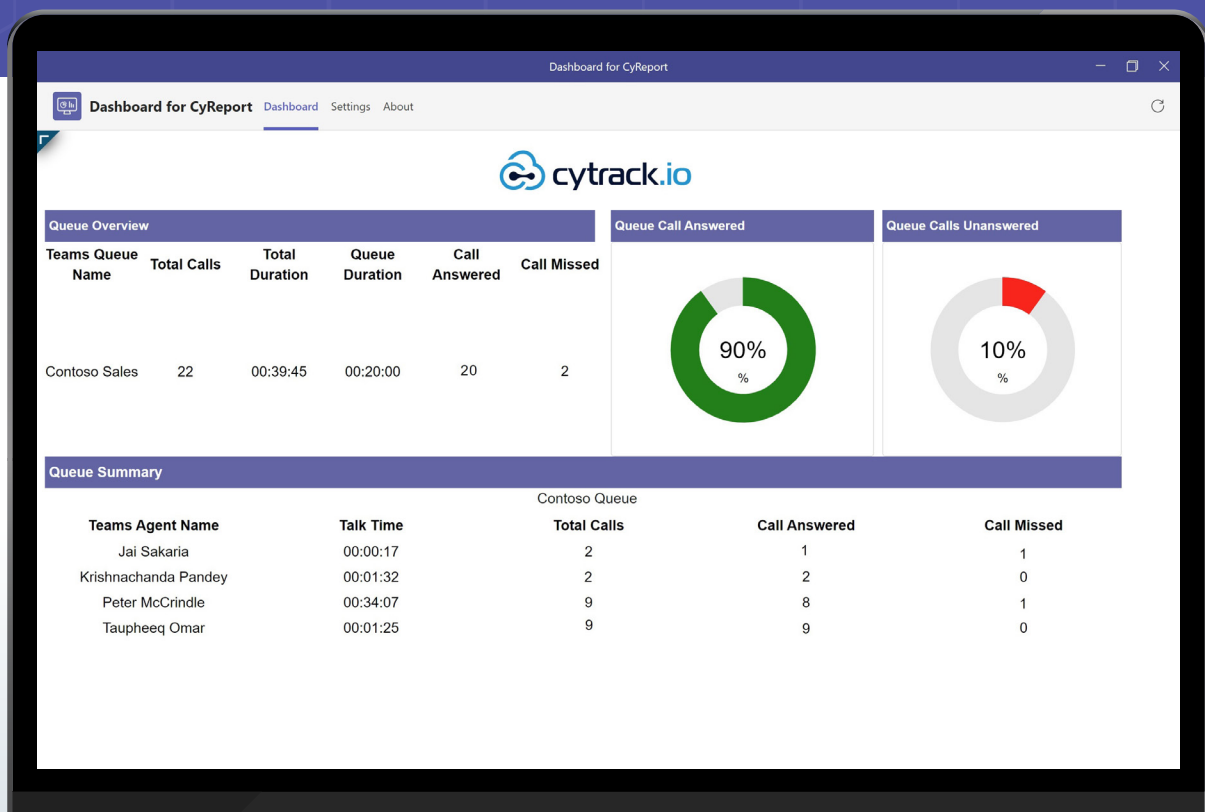 Dashboard for CyReport
Dashboard for CyReport Dashboard Settings About
cytrack.io
Queue Overview
Queue Call Answered
Queue Calls Unanswered
Teams Queue Name Total Calls Total Duration Queue Duration Call Answered Call Missed
Contoso Sales 22 00:39:45 00:20:00 20 2
90%
%
10%
%
Queue Summary
Contoso Queue
Teams Agent Name Talk Time Total Calls Call Answered Call Missed
Jai Sakaria 00:00:17 2 1 1
Krishnachanda Pandey 00:01:32 2 2 0
Peter McCrindle 00:34:07 9 8 1
Taupheeq Omar 00:01:25 9 9 0